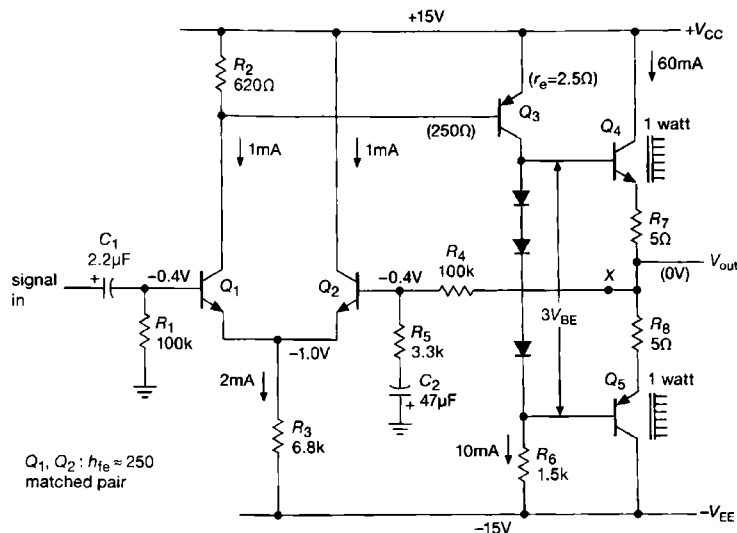 +15V
+VCC
R2
620Ω
(re=2.5Ω)
60mA
Q3
(250Ω)
Q4
1 watt
1mA
1mA
R7
5Ω
C1
2.2µF
+
signal
in
−0.4V
Q1
Q2
−0.4V
R4
100k
X
Vout
(0V)
R1
100k
−1.0V
R5
3.3k
3VBE
R8
5Ω
2mA
C2
47µF
+
Q5
1 watt
R3
6.8k
10mA
R6
1.5k
Q1, Q2 : hfe ≈ 250
matched pair
−15V
−VEE